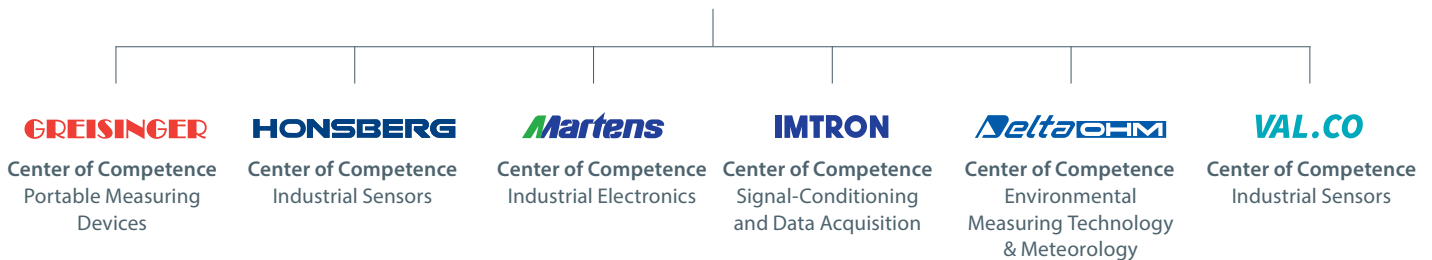 GREISINGER
Center of Competence
Portable Measuring
Devices
HONSBERG
Center of Competence
Industrial Sensors
Martens
Center of Competence
Industrial Electronics
IMTRON
Center of Competence
Signal-Conditioning
and Data Acquisition
DeltaOHM
Center of Competence
Environmental
Measuring Technology
& Meteorology
VAL.CO
Center of Competence
Industrial Sensors